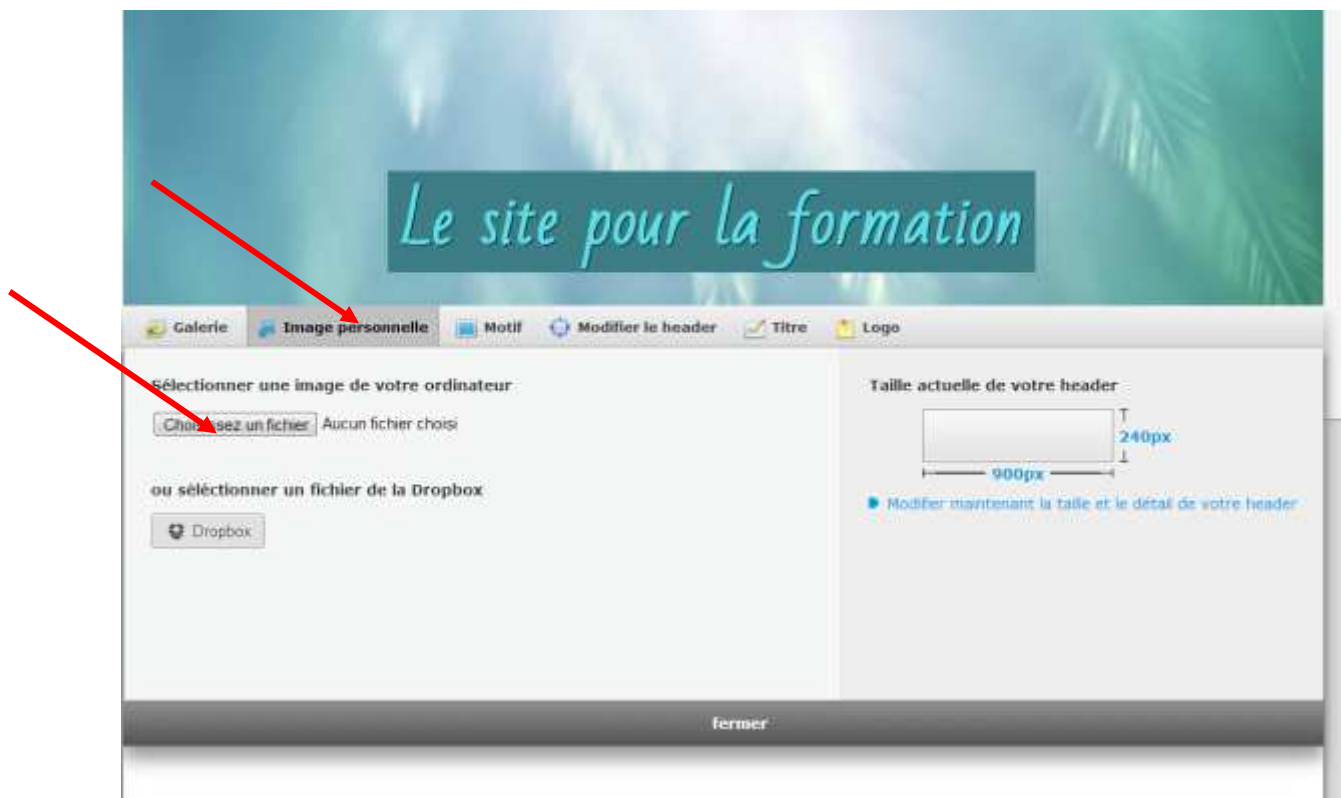 Le site pour la formation
Galerie Image personnelle Motif Modifier le header Titre Logo
Sélectionner une image de votre ordinateur
Choisissez un fichier Aucun fichier choisi
ou séléctionner un fichier de la Dropbox
Dropbox
Taille actuelle de votre header
240px
900px
Modifier maintenant la taille et le détail de votre header
fermer